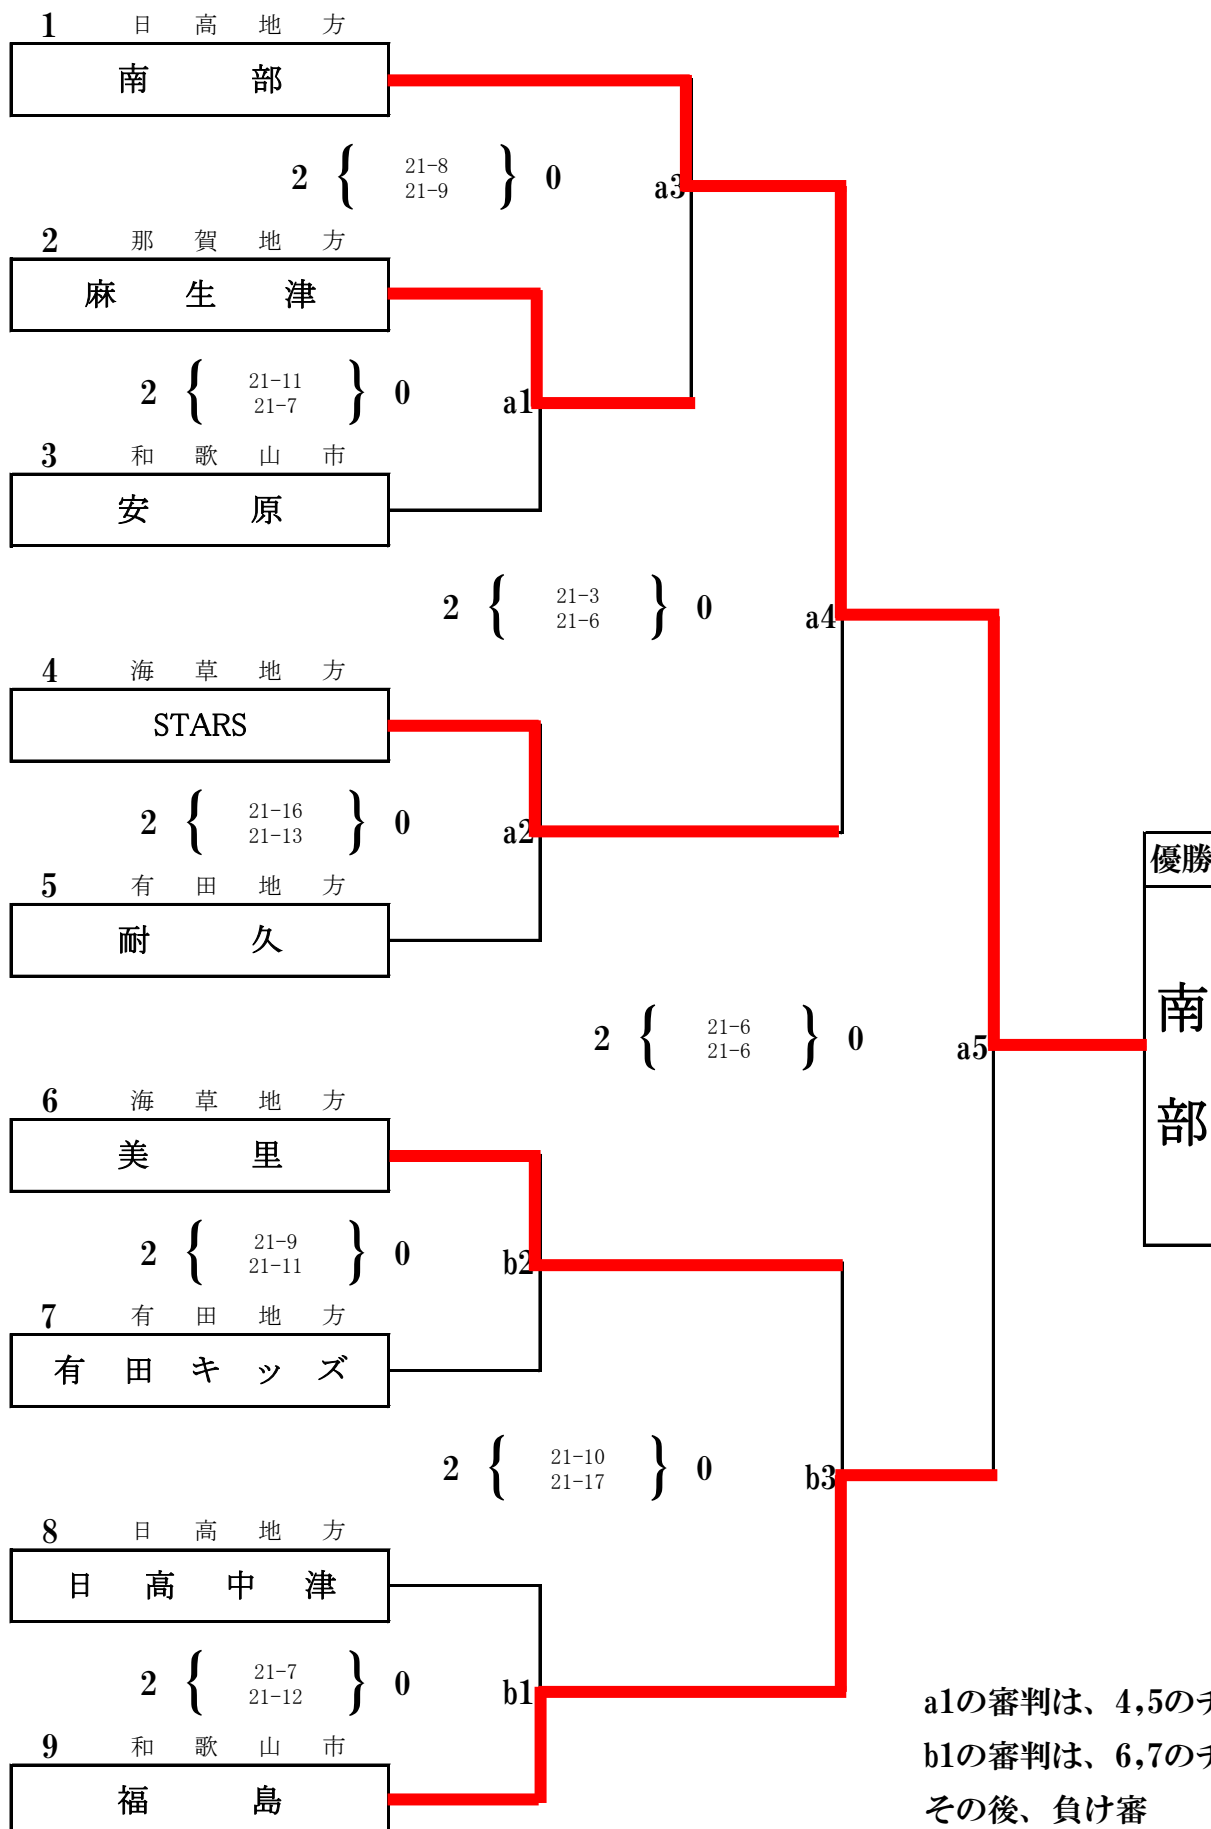 1 日高地方
南部
2 { 21-8 } 0
21-9
a3
2 那賀地方
麻生津
2 { 21-11 } 0
21-7
a1
3 和歌山市
安原
2 { 21-3 } 0
21-6
a4
4 海草地方
STARS
2 { 21-16 } 0
21-13
a2
5 有田地方
耐久
優勝
南部
2 { 21-6 } 0
21-6
a5
6 海草地方
美里
2 { 21-9 } 0
21-11
b2
7 有田地方
有田キッズ
2 { 21-10 } 0
21-17
b3
8 日高地方
日高中津
2 { 21-7 } 0
21-12
b1
9 和歌山市
福島
a1の審判は、4,5の
b1の審判は、6,7の
その後、負け審